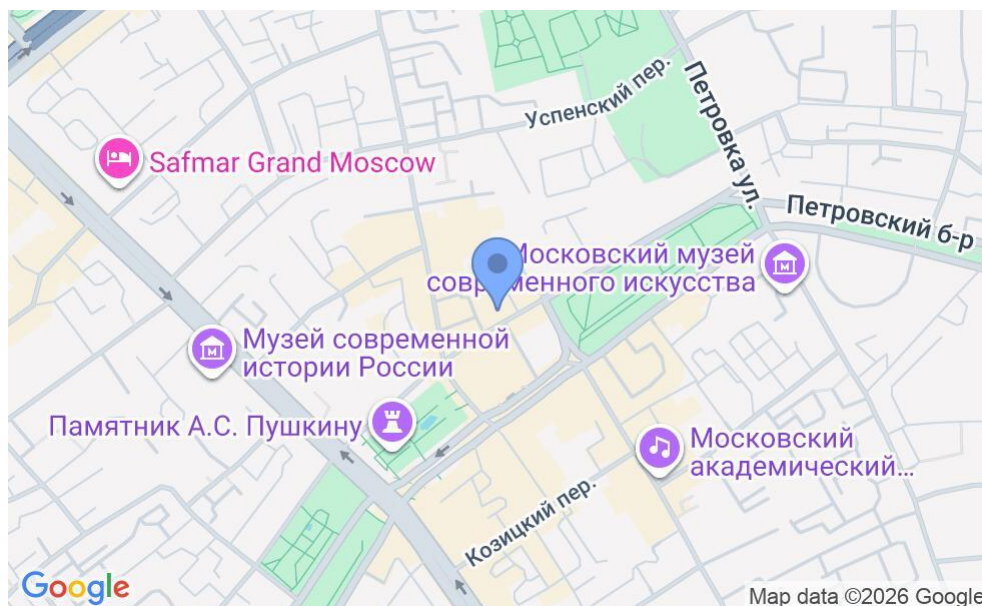 Успенский пер.
Петровка ул.
Safmar Grand Moscow
Петровский б-р
Московский музей
современного искусства
Музей современной
истории России
Памятник А.С. Пушкину
Московский
академический...
Козицкий пер.
Google
Map data ©2026 Google